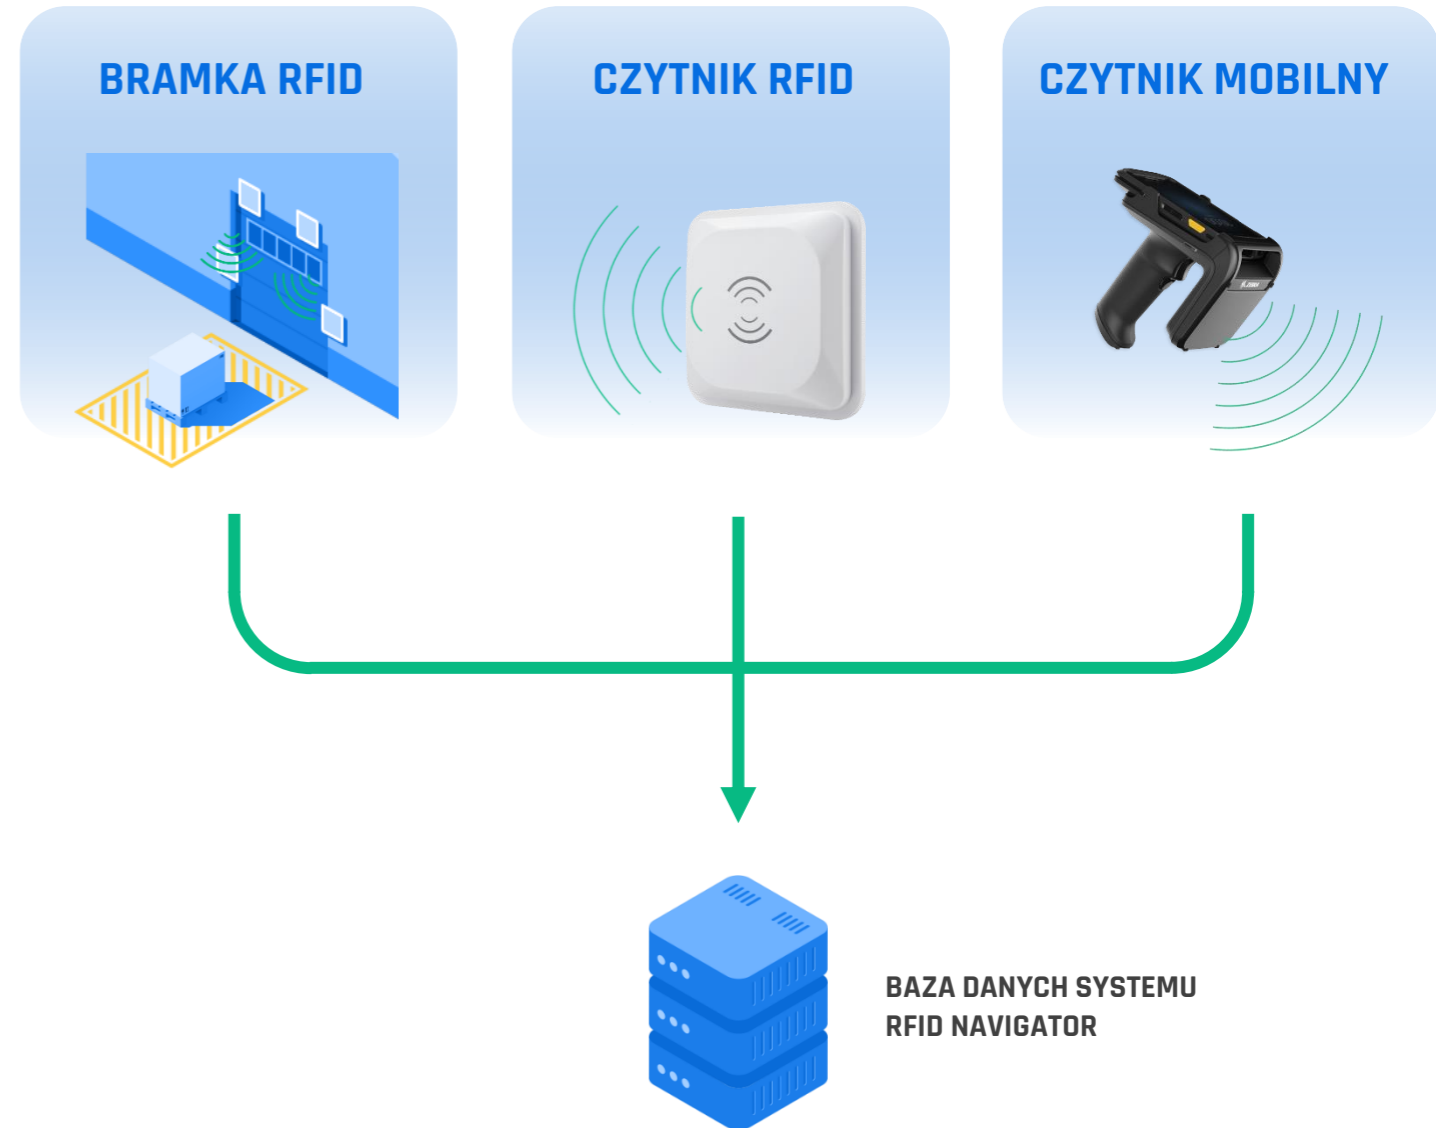 BRAMKA RFID
CZYTNIK RFID
CZYTNIK MOBILNY
BAZA DANYCH SYSTEMU
RFID NAVIGATOR